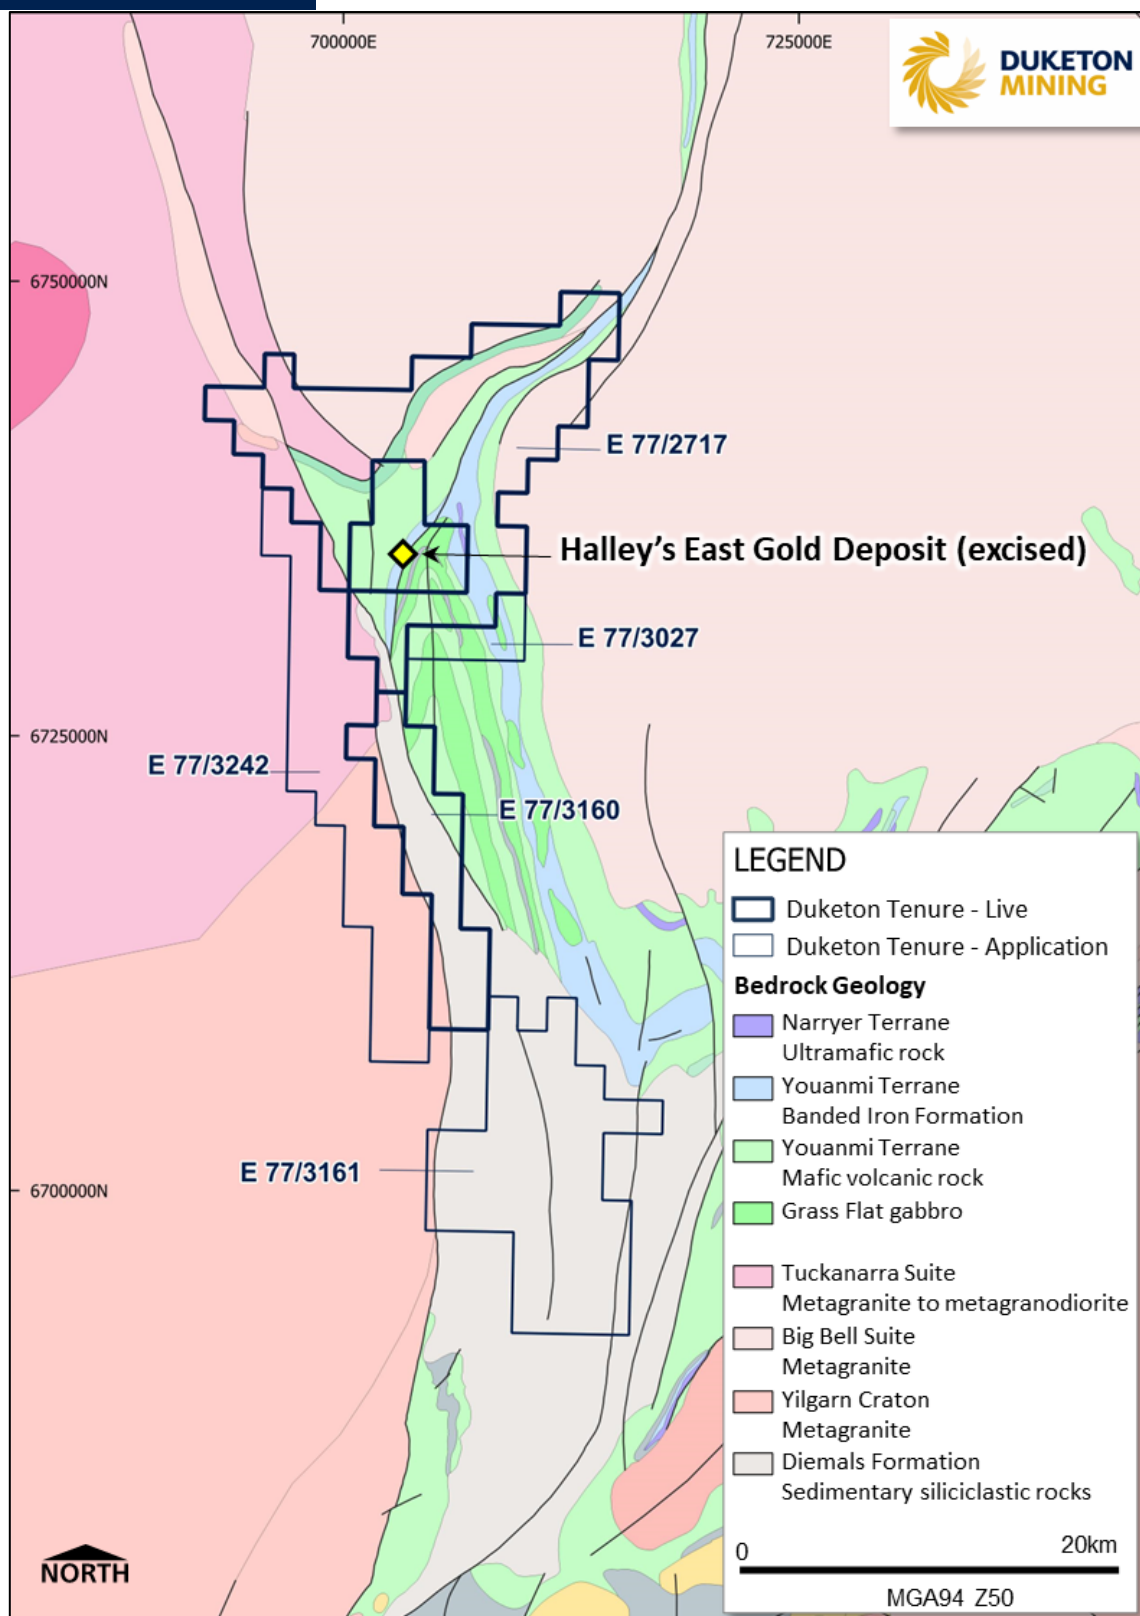 700000E
725000E
DUKETON
MINING
6750000N
E 77/2717
Halley's East Gold Deposit (excised)
E 77/3027
6725000N
E 77/3242
E 77/3160
LEGEND
Duketon Tenure - Live
Duketon Tenure - Application
Bedrock Geology
Narryer Terrane
Ultramafic rock
Youanmi Terrane
Banded Iron Formation
Youanmi Terrane
Mafic volcanic rock
E 77/3161
6700000N
Grass Flat gabbro
Tuckanarra Suite
Metagranite to metagranodiorite
Big Bell Suite
Metagranite
Yilgarn Craton
Metagranite
Diemals Formation
Sedimentary siliciclastic rocks
0
20km
MGA94 Z50
NORTH